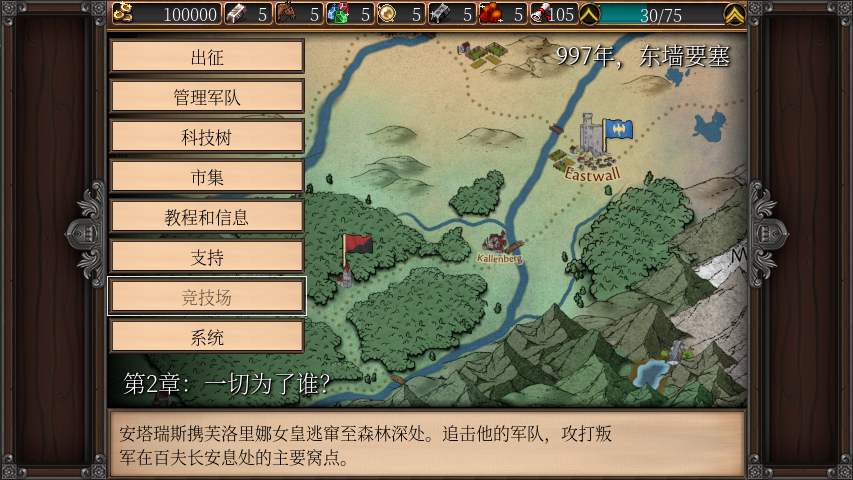 100000 5 5 5 5 5 5 105 30/75
997年，东墙要塞
出征
管理军队
科技树
市集
教程和信息
支持
竞技场
系统
Eastwall
Kallenberg
第2章：一切为了谁?
安塔瑞斯携芙洛里娜女皇逃窜至森林深处。追击他的军队，攻打叛
军在百夫长安息处的主要窝点。